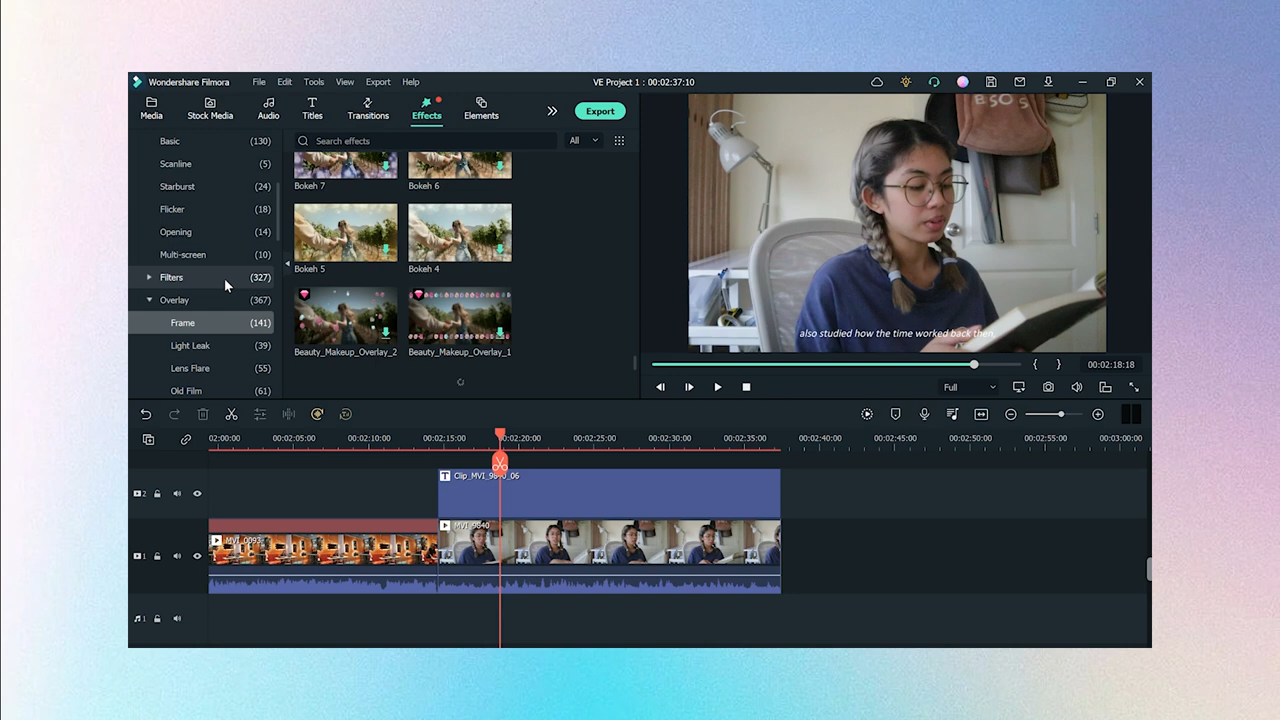 Wondershare Filmora File Edit Tools View Export Help VE Project 1 : 00:02:37:10
Media Stock Media Audio Titles Transitions Effects Elements Export
Basic (130)
Scanline (5)
Starburst (24)
Flicker (18)
Opening (14)
Multi-screen (10)
Filters (327)
Overlay (367)
Frame (141)
Light Leak (39)
Lens Flare (55)
Old Film (61)
Search effects All
Bokeh 7 Bokeh 6
Bokeh 5 Bokeh 4
Beauty_Makeup_Overlay_2 Beauty_Makeup_Overlay_1
also studied how the time worked back then,
{ } 00:02:18:18
Full
02:00:00 00:02:05:00 00:02:10:00 00:02:15:00 00:02:20:00 00:02:25:00 00:02:30:00 00:02:35:00 00:02:40:00 00:02:45:00 00:02:50:00 00:02:55:00 00:03:00:00
2 T
1 MVI_9840
1